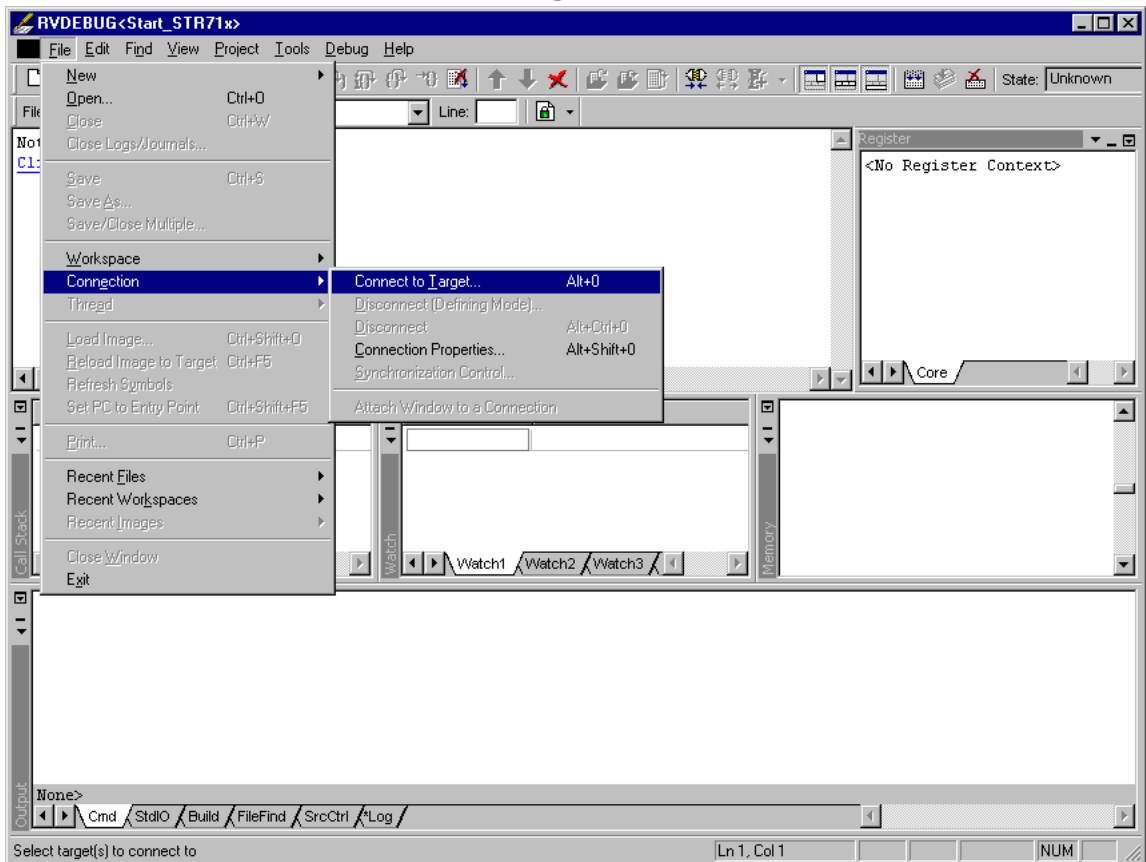 RVDEBUG<Start_STR71x>
File Edit Find View Project Tools Debug Help
State: Unknown
Line:
New
Open... Ctrl+O
Close Ctrl+W
Close Logs/Journals...
Save Ctrl+S
Save As...
Save/Close Multiple...
Workspace
Connection
Thread
Load Image... Ctrl+Shift+O
Reload Image to Target Ctrl+F5
Refresh Symbols
Set PC to Entry Point Ctrl+Shift+F5
Print... Ctrl+P
Recent Files
Recent Workspaces
Recent Images
Close Window
Exit
Connect to Target... Alt+0
Disconnect (Defining Mode)...
Disconnect Alt+Ctrl+0
Connection Properties... Alt+Shift+0
Synchronization Control...
Attach Window to a Connection
Register
<No Register Context>
Core
Call Stack
Watch
Watch1 Watch2 Watch3
Memory
Output
None>
Cmd StdIO Build FileFind SrcCtrl *Log
Select target(s) to connect to
Ln 1, Col 1
NUM